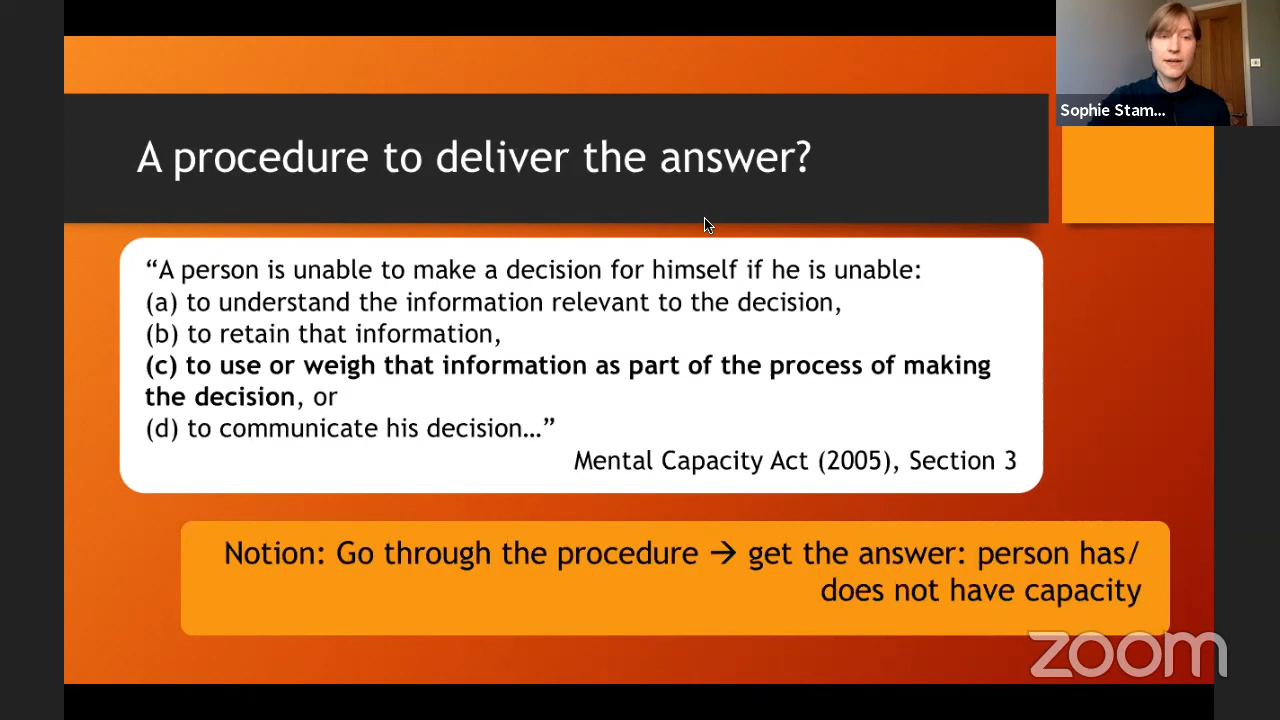 Sophie Stam...
A procedure to deliver the answer?
“A person is unable to make a decision for himself if he is unable:
(a) to understand the information relevant to the decision,
(b) to retain that information,
(c) to use or weigh that information as part of the process of making
the decision, or
(d) to communicate his decision…”
Mental Capacity Act (2005), Section 3
Notion: Go through the procedure → get the answer: person has/
does not have capacity
zoom